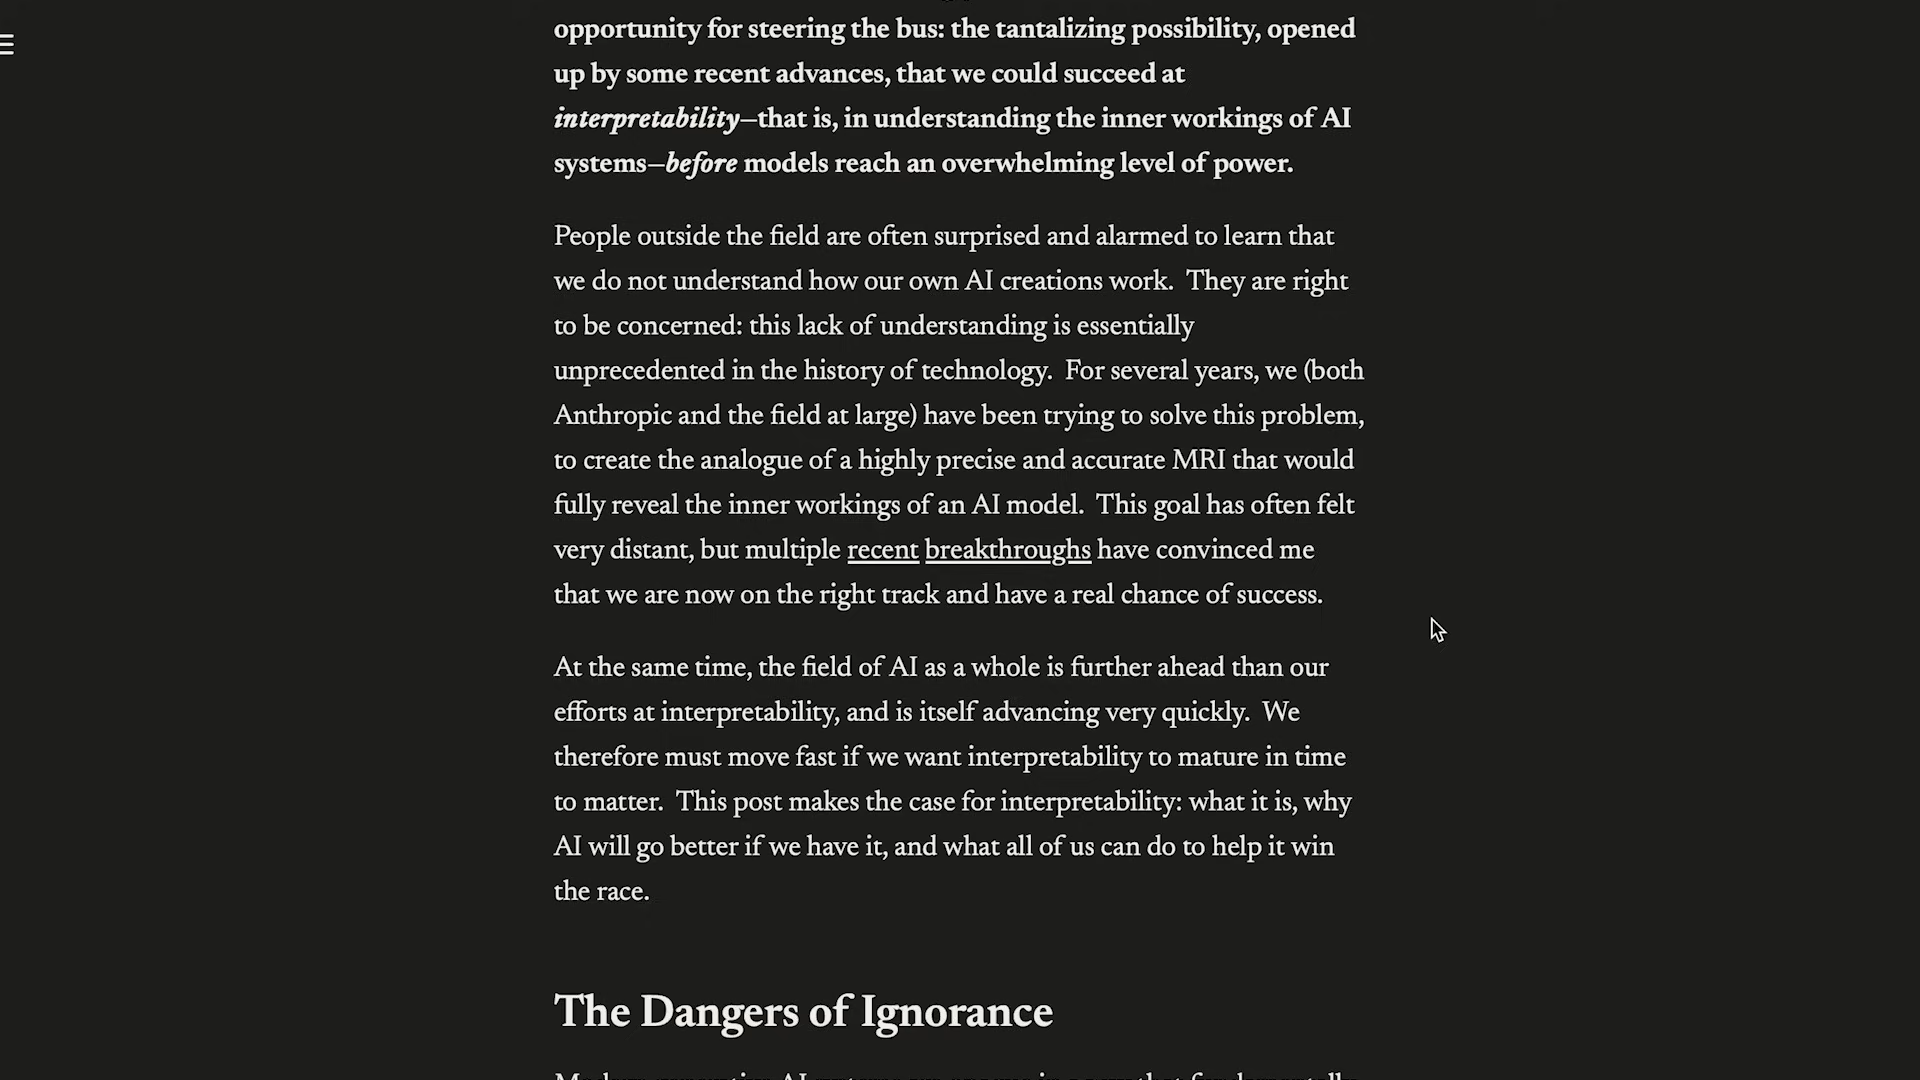 opportunity for steering the bus: the tantalizing possibility, opened
up by some recent advances, that we could succeed at
interpretability—that is, in understanding the inner workings of AI
systems—before models reach an overwhelming level of power.
People outside the field are often surprised and alarmed to learn that
we do not understand how our own AI creations work.  They are right
to be concerned: this lack of understanding is essentially
unprecedented in the history of technology.  For several years, we (both
Anthropic and the field at large) have been trying to solve this problem,
to create the analogue of a highly precise and accurate MRI that would
fully reveal the inner workings of an AI model.  This goal has often felt
very distant, but multiple recent breakthroughs have convinced me
that we are now on the right track and have a real chance of success.
At the same time, the field of AI as a whole is further ahead than our
efforts at interpretability, and is itself advancing very quickly.  We
therefore must move fast if we want interpretability to mature in time
to matter.  This post makes the case for interpretability: what it is, why
AI will go better if we have it, and what all of us can do to help it win
the race.
The Dangers of Ignorance